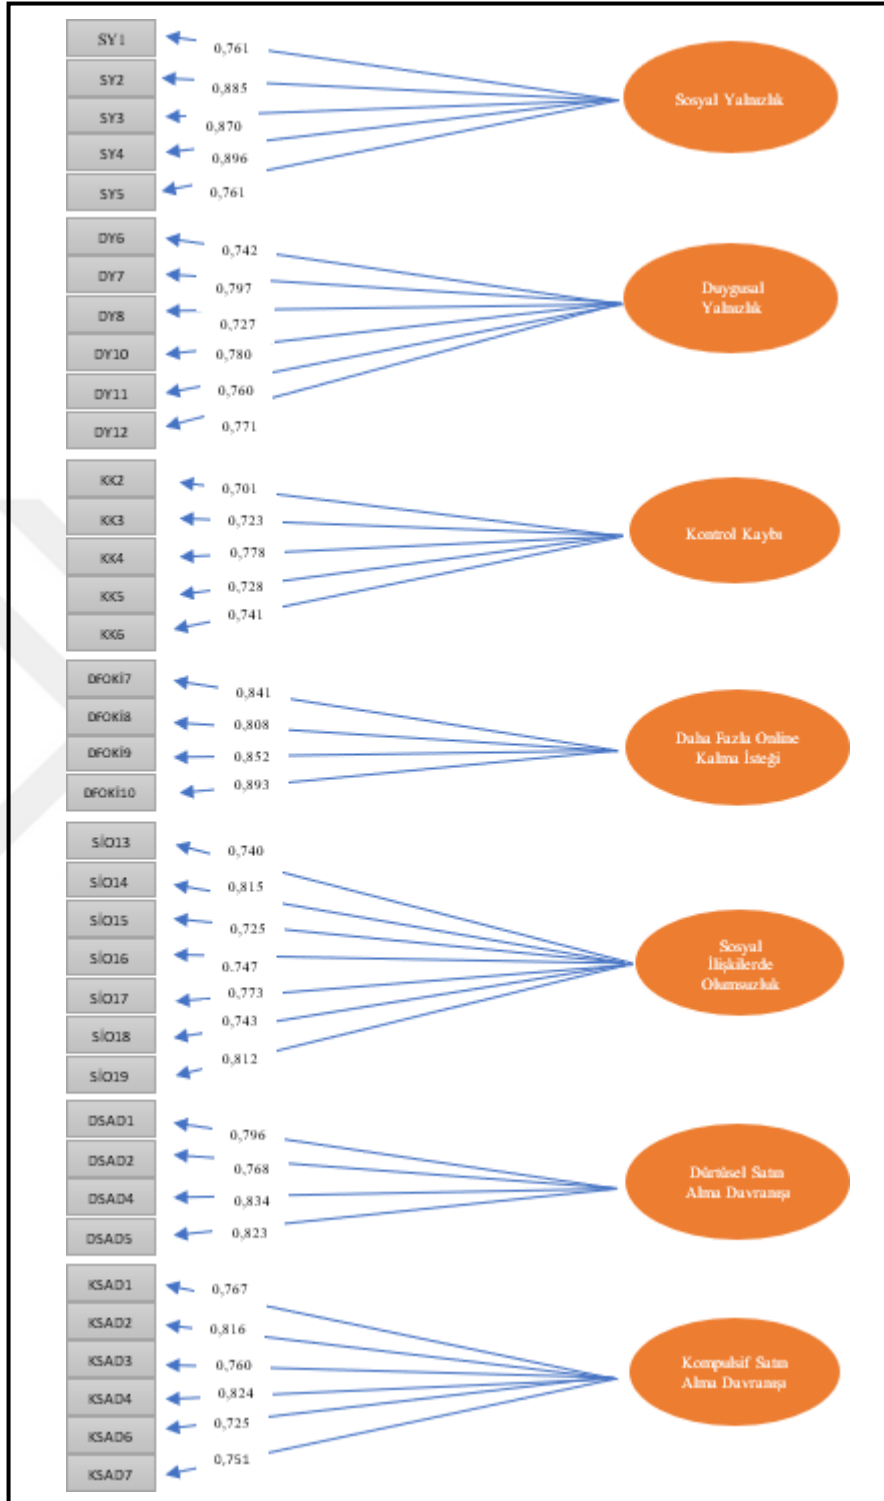 SY1
0,761
SY2
0,885
SY3
0,870
SY4
0,896
SY5
0,761
Sosyal Yalnızlık
DY6
0,742
DY7
0,797
DY8
0,727
DY10
0,780
DY11
0,760
DY12
0,771
Duygusal
Yalnızlık
KK2
0,701
KK3
0,723
KK4
0,778
KK5
0,728
KK6
0,741
Kontrol Kaybı
DFOKİ7
0,841
DFOKİ8
0,808
DFOKİ9
0,852
DFOKİ10
0,893
Daha Fazla Online
Kalma İsteği
SİO13
0,740
SİO14
0,815
SİO15
0,725
SİO16
0,747
SİO17
0,773
SİO18
0,743
SİO19
0,812
Sosyal
İlişkilerde
Olumsuzluk
DSAD1
0,796
DSAD2
0,768
DSAD4
0,834
DSAD5
0,823
Dürtüsel Satın
Alma Davranışı
KSAD1
0,767
KSAD2
0,816
KSAD3
0,760
KSAD4
0,824
KSAD6
0,725
KSAD7
0,751
Kompulsif Satın
Alma Davranışı